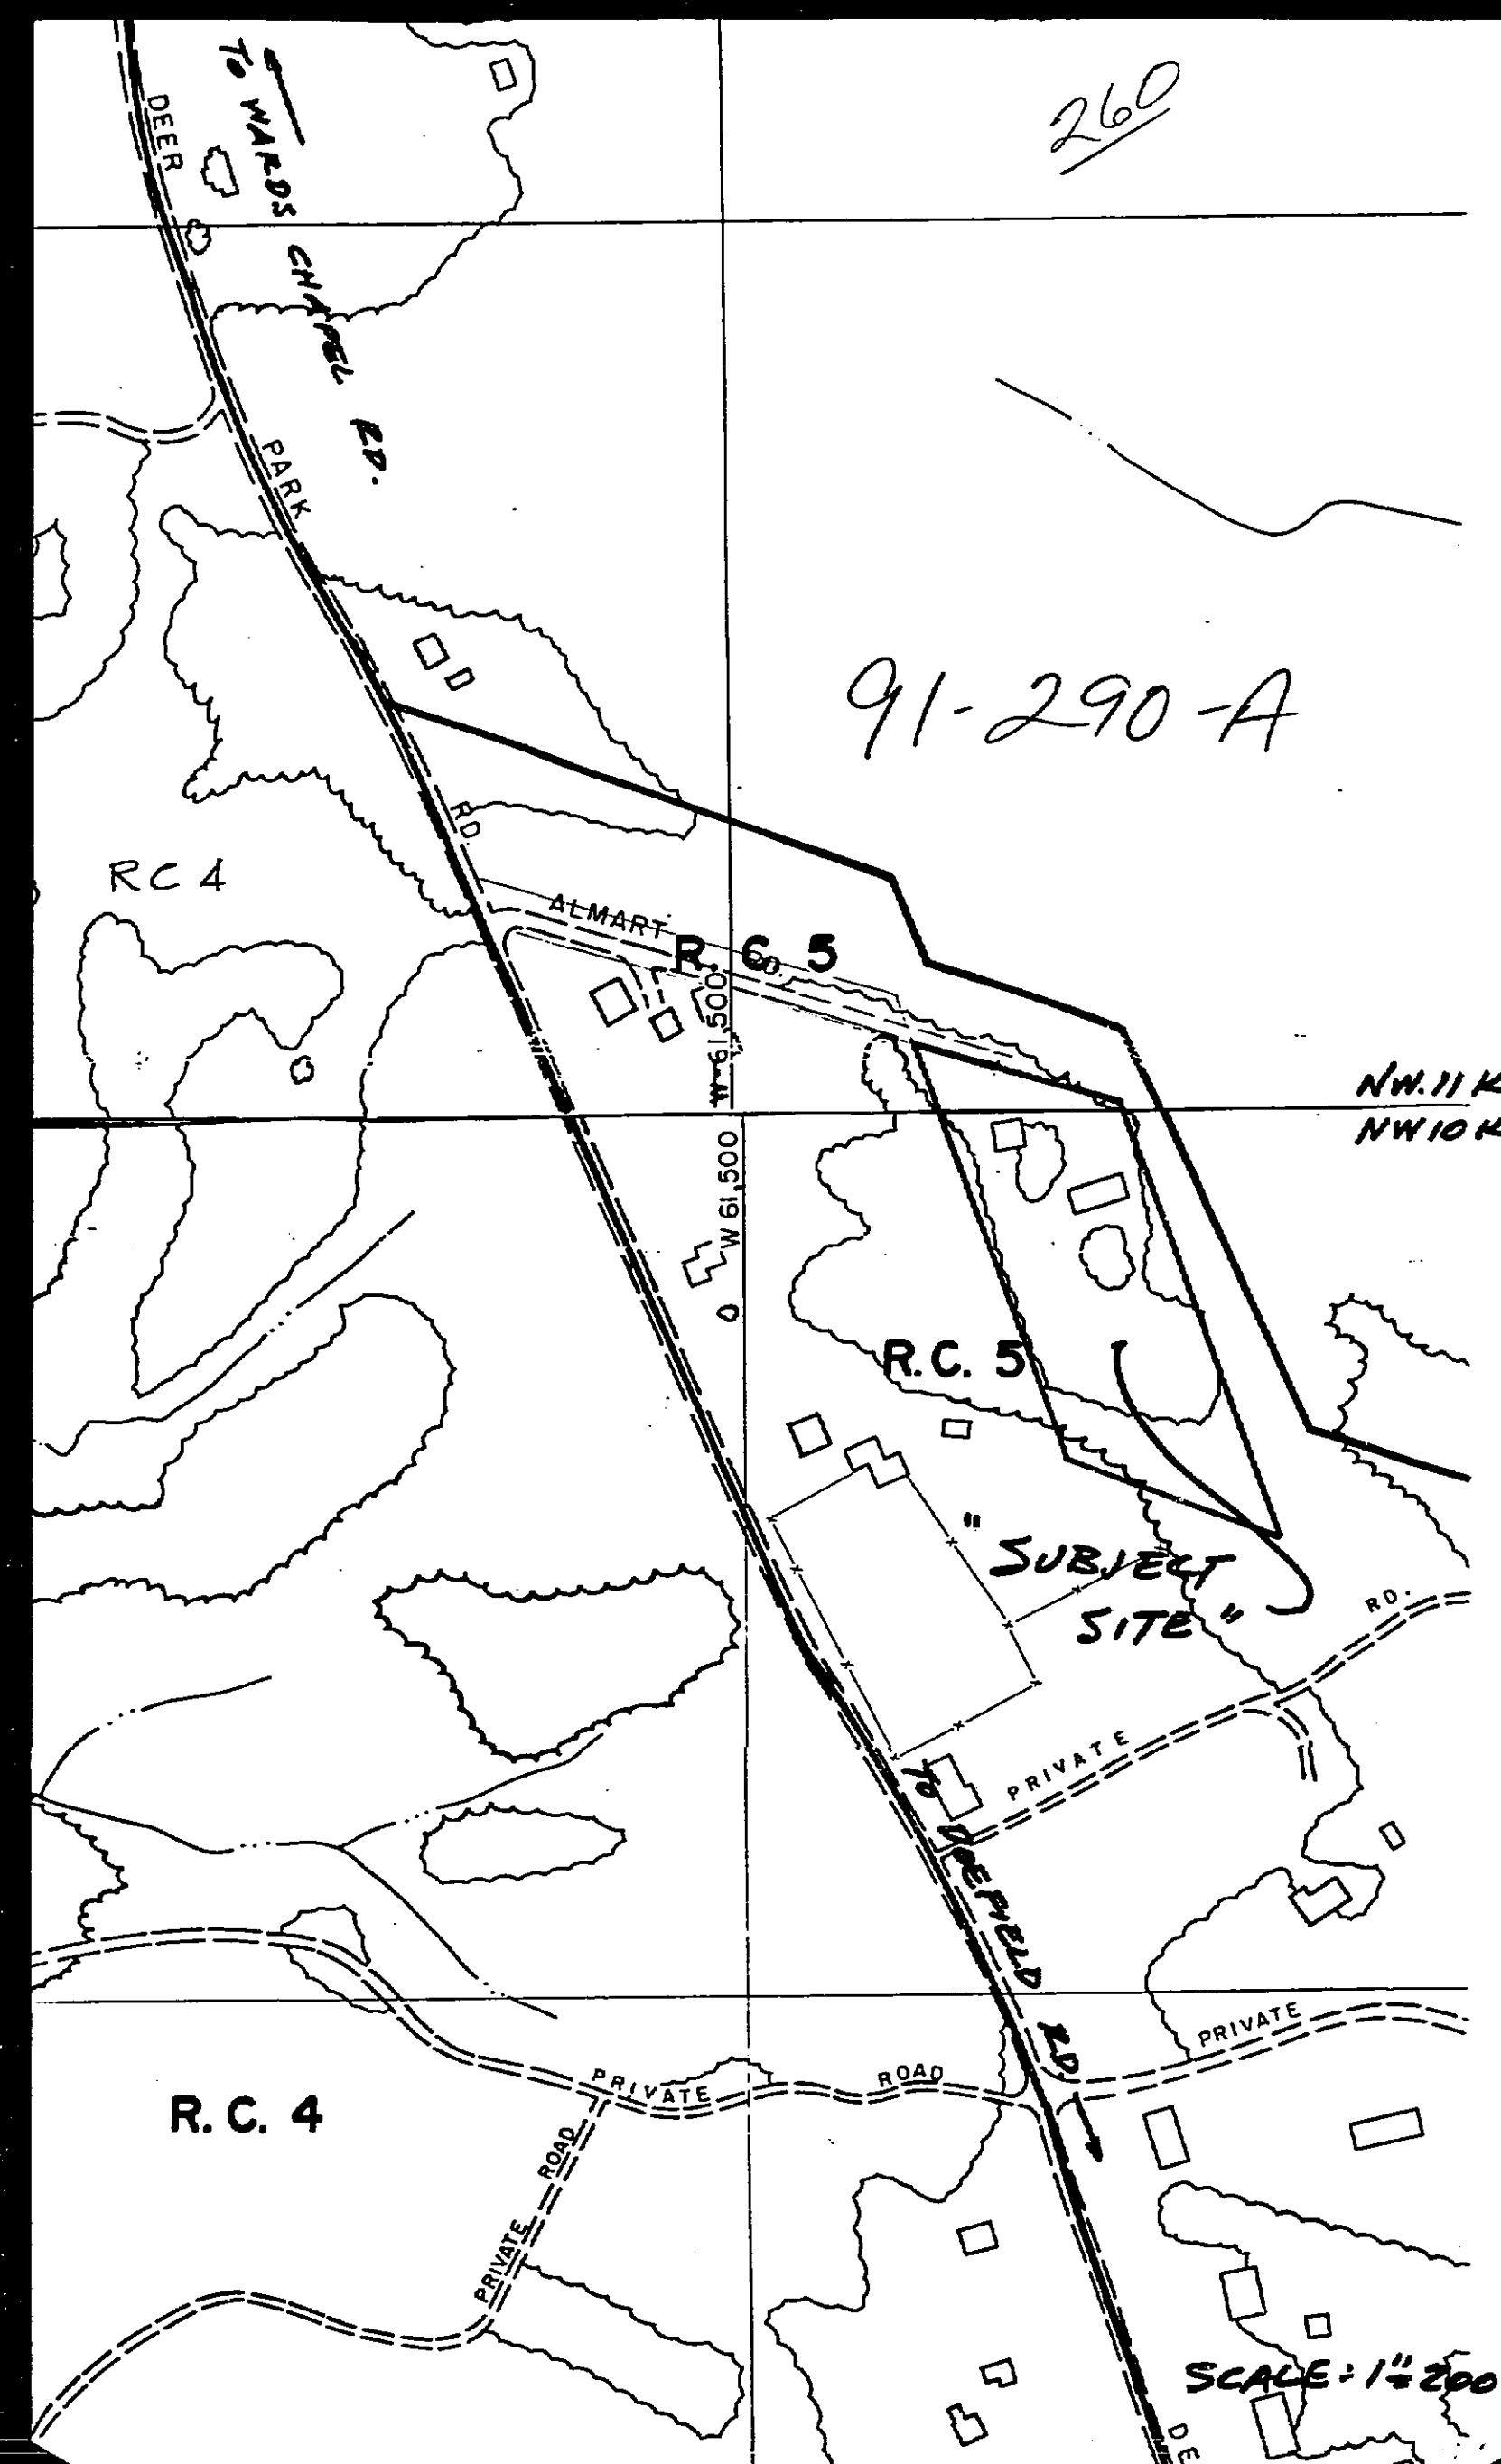 260
TO WARDS CHAPEL RD.
DEER
PARK
RD.
91-290-A
RC 4
ALMART RD.
R. C. 5
W 61,500
NW. 11 K
NW 10 K
W 61,500
R. C. 5
"SUBJECT
SITE"
PRIVATE RD.
TO DEERFIELD RD.
PRIVATE
PRIVATE ROAD
R. C. 4
PRIVATE ROAD
SCALE: 1"=200
DE